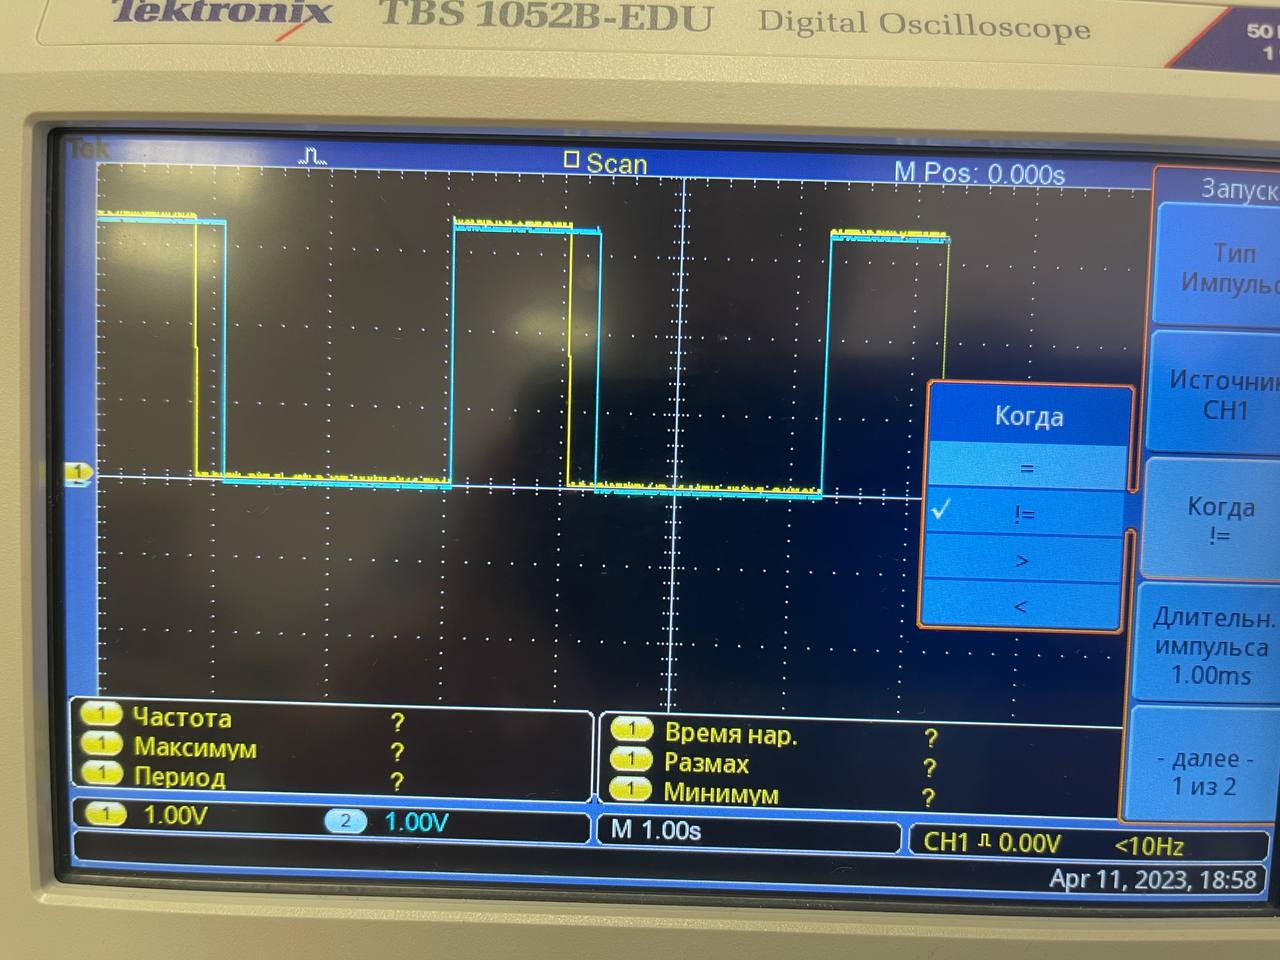 Tektronix TBS 1052B-EDU Digital Oscilloscope
50
1
Tek Scan M Pos: 0.000s
Запуск
Тип
Импульс
Источник
CH1
Когда
=
!=
>
<
Когда
!=
Длительн.
импульса
1.00ms
- далее -
1 из 2
1
1 Частота ?
1 Максимум ?
1 Период ?
1 Время нар. ?
1 Размах ?
1 Минимум ?
1 1.00V 2 1.00V M 1.00s CH1 0.00V <10Hz
Apr 11, 2023, 18:58